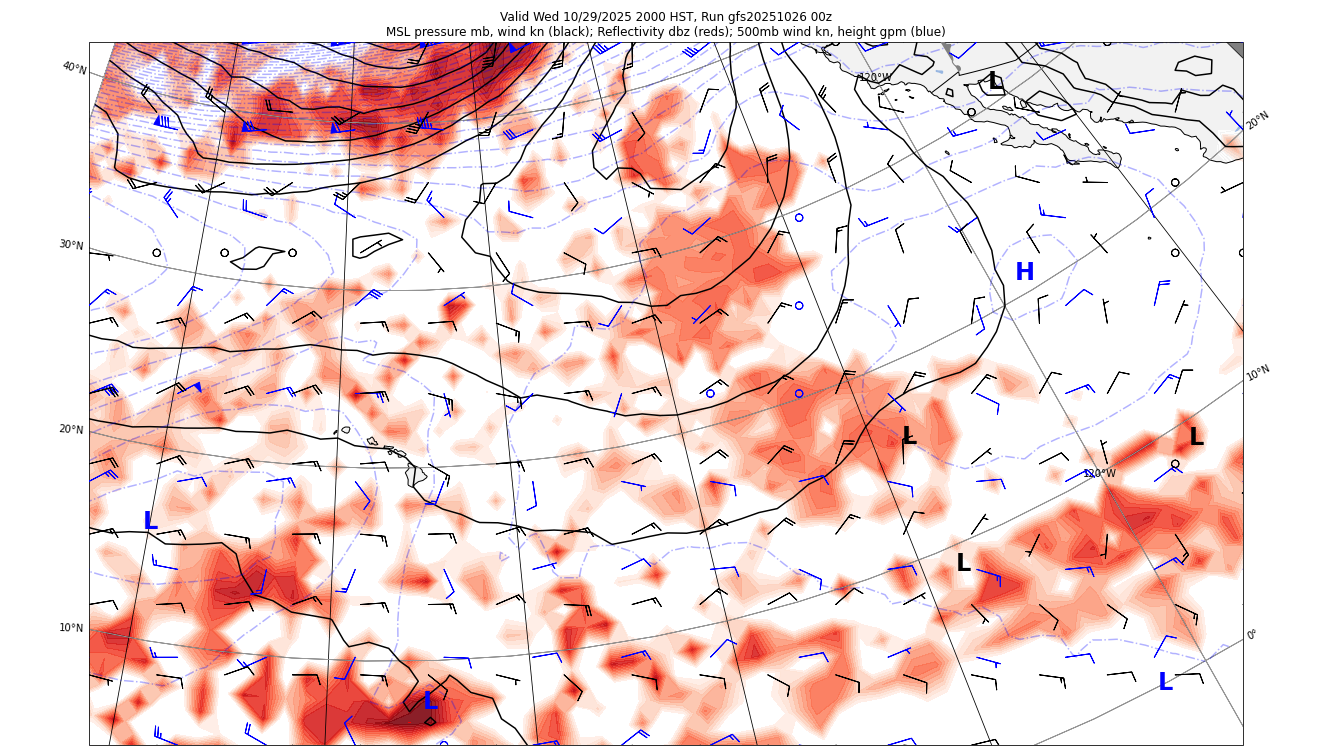 Valid Wed 10/29/2025 2000 HST, Run gfs20251026 00z
MSL pressure mb, wind kn (black); Reflectivity dbz (reds); 500mb wind kn, height gpm (blue)
40°N
120°W
L
20°N
30°N
H
10°N
20°N
L
L
120°W
L
L
10°N
0°
L
L